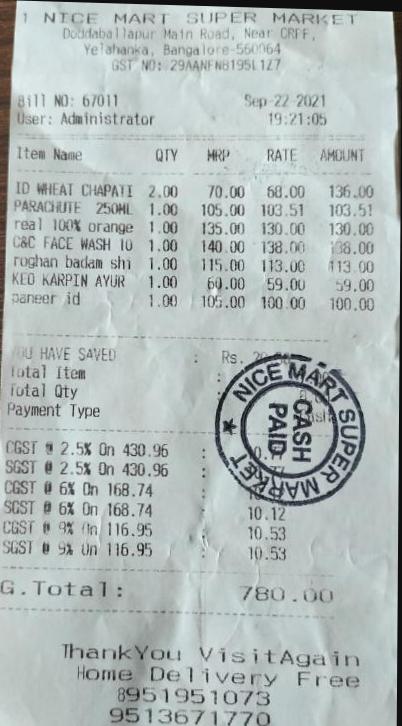 1 NICE MART SUPER MARKET
Doddaballapur Main Road, Near CRFF,
Yelahanka, Bangalore-560064
GST NO: 29AANFN8195L1Z7
Bill NO: 67011 Sep-22-2021
User: Administrator 19:21:05
Item Name QTY MRP RATE AMOUNT
ID WHEAT CHAPATI 2.00 70.00 68.00 136.00
PARACHUTE 250ML 1.00 105.00 103.51 103.51
real 100% orange 1.00 135.00 130.00 130.00
C&C FACE WASH 10 1.00 140.00 138.00 138.00
roghan badam shi 1.00 115.00 113.00 113.00
KEO KARPIN AYUR 1.00 60.00 59.00 59.00
paneer id 1.00 105.00 100.00 100.00
YOU HAVE SAVED : Rs.
Total Item :
Total Qty :
Payment Type
NICE MART SUPER MARKET
CASH
PAID
CGST @ 2.5% On 430.96 :
SGST @ 2.5% On 430.96 :
CGST @ 6% On 168.74 :
SGST @ 6% On 168.74 : 10.12
CGST @ 9% On 116.95 : 10.53
SGST @ 9% On 116.95 : 10.53
G.Total: 780.00
ThankYou VisitAgain
Home Delivery Free
8951951073
9513671770